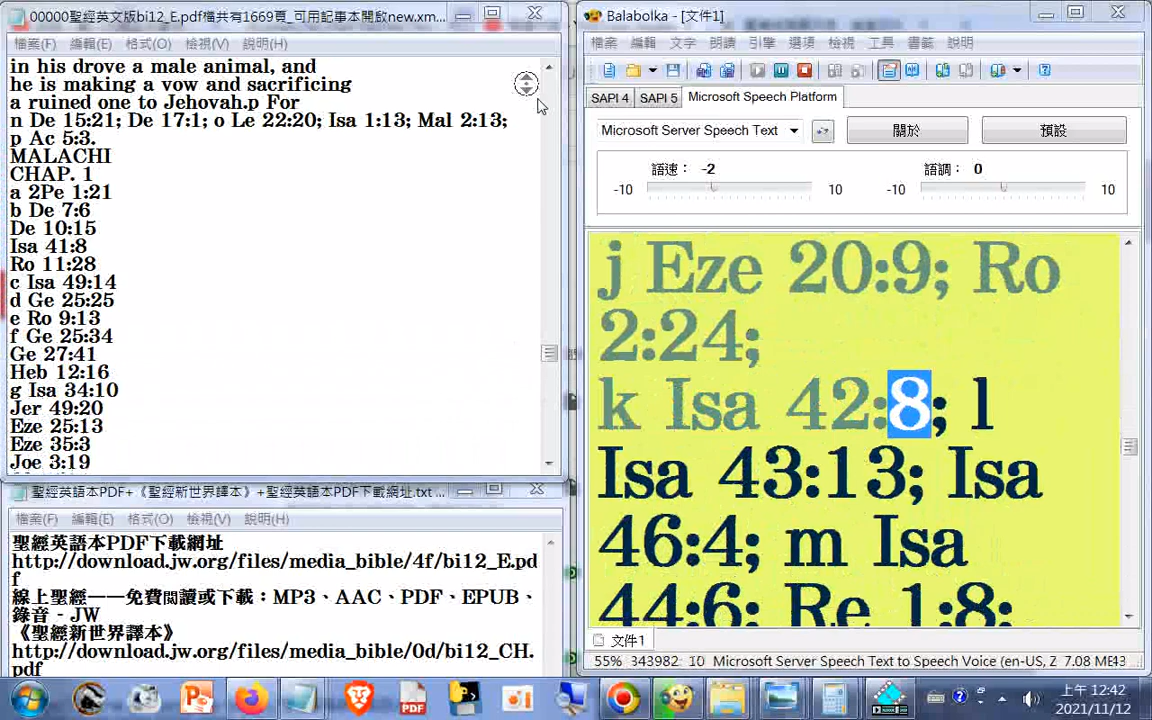 00000聖經英文版bi12_E.pdf檔共有1669頁_可用記事本開啟new.xm...
檔案(F) 編輯(E) 格式(O) 檢視(V) 說明(H)
in his drove a male animal, and
he is making a vow and sacrificing
a ruined one to Jehovah.p For
n De 15:21; De 17:1; o Le 22:20; Isa 1:13; Mal 2:13;
p Ac 5:3.
MALACHI
CHAP. 1
a 2Pe 1:21
b De 7:6
De 10:15
Isa 41:8
Ro 11:28
c Isa 49:14
d Ge 25:25
e Ro 9:13
f Ge 25:34
Ge 27:41
Heb 12:16
g Isa 34:10
Jer 49:20
Eze 25:13
Eze 35:3
Joe 3:19
聖經英語本PDF+《聖經新世界譯本》+聖經英語本PDF下載網址.txt ...
檔案(F) 編輯(E) 格式(O) 檢視(V) 說明(H)
聖經英語本PDF下載網址
http://download.jw.org/files/media_bible/4f/bi12_E.pd
f
線上聖經——免費閱讀或下載：MP3、AAC、PDF、EPUB、
錄音 - JW
《聖經新世界譯本》
http://download.jw.org/files/media_bible/0d/bi12_CH.
pdf
Balabolka - [文件1]
檔案 編輯 文字 朗讀 引擎 選項 檢視 工具 書籤 說明
SAPI 4 SAPI 5 Microsoft Speech Platform
Microsoft Server Speech Text 關於 預設
語速： -2 語調： 0
-10 10 -10 10
j Eze 20:9; Ro
2:24;
k Isa 42:8; l
Isa 43:13; Isa
46:4; m Isa
44:6; Re 1:8;
文件1
55% 343982: 10 Microsoft Server Speech Text to Speech Voice (en-US, Z 7.08 ME43
PDF
上午 12:42
2021/11/12